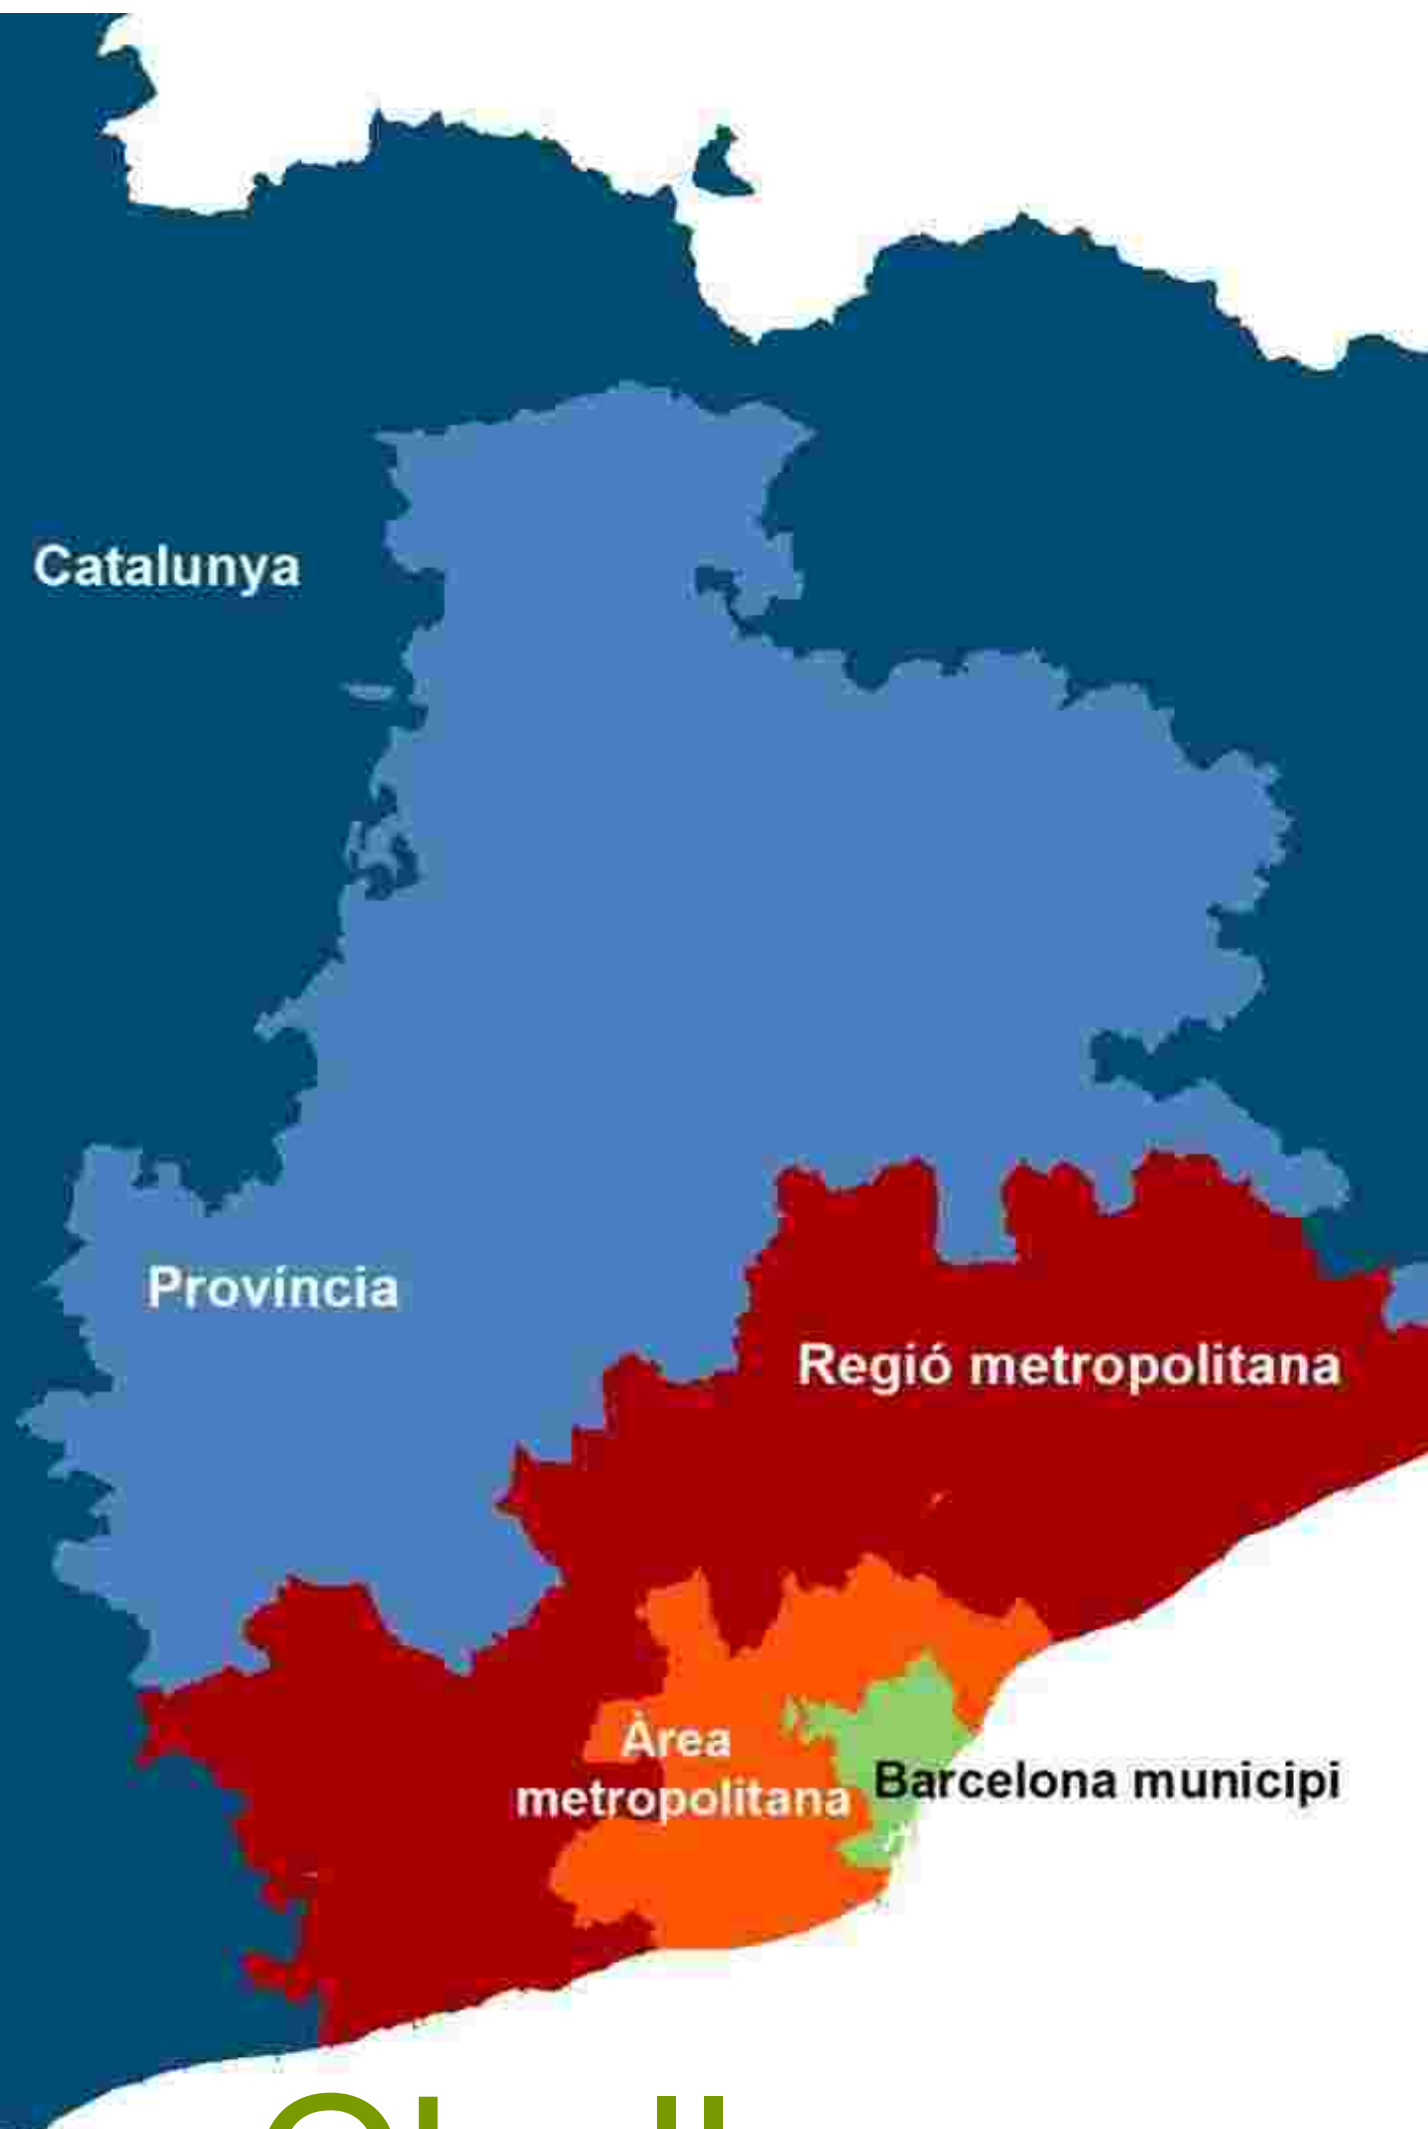 Catalunya
Província
Regió metropolitana
Àrea
metropolitana
Barcelona municipi